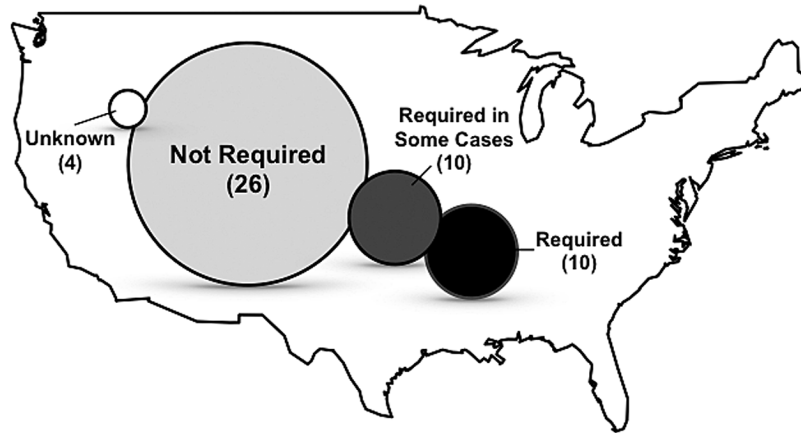 Unknown
(4)
Not Required
(26)
Required in
Some Cases
(10)
Required
(10)